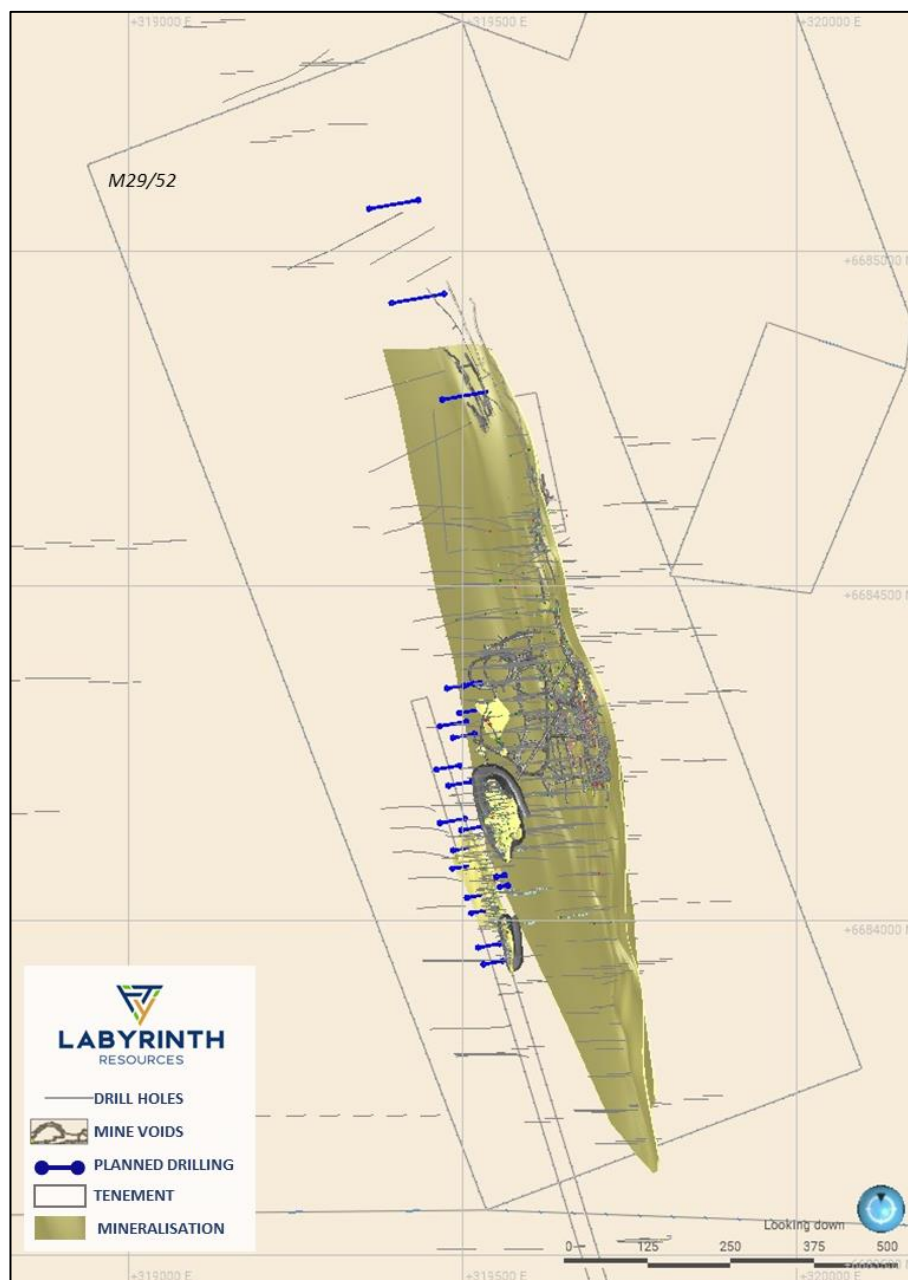 +319000 E
+319500 E
+320000 E
M29/52
+6685000 N
+6684500 N
+6684000 N
LABYRINTH
RESOURCES
DRILL HOLES
MINE VOIDS
PLANNED DRILLING
TENEMENT
MINERALISATION
Looking down
0 125 250 375 500
+319000 E
+319500 E
+320000 E